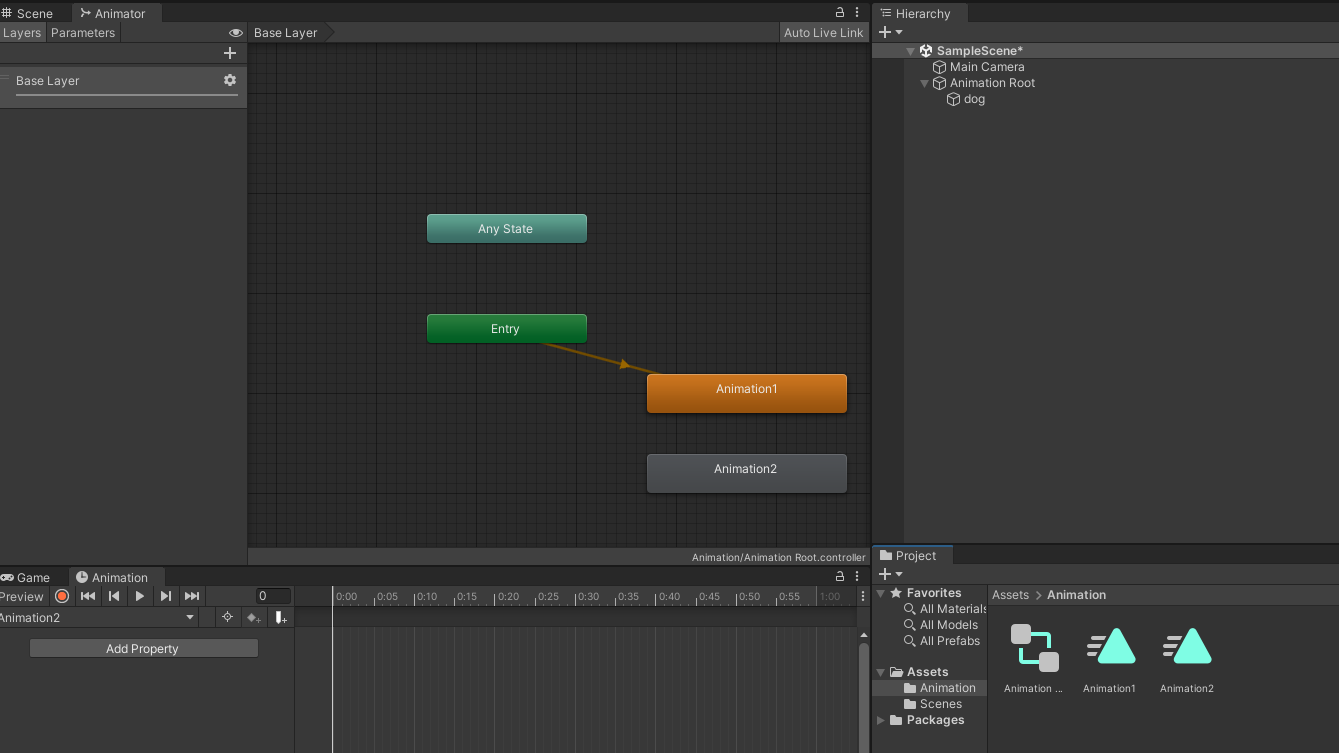 Scene
Animator
Layers
Parameters
Base Layer
Auto Live Link
Base Layer
Any State
Entry
Animation1
Animation2
Animation/Animation Root.controller
Hierarchy
SampleScene*
Main Camera
Animation Root
dog
Game
Animation
Preview
0
0:00 0:05 0:10 0:15 0:20 0:25 0:30 0:35 0:40 0:45 0:50 0:55 1:00
Animation2
Add Property
Project
Favorites
All Materials
All Models
All Prefabs
Assets
Animation
Scenes
Packages
Assets > Animation
Animation ...
Animation1
Animation2